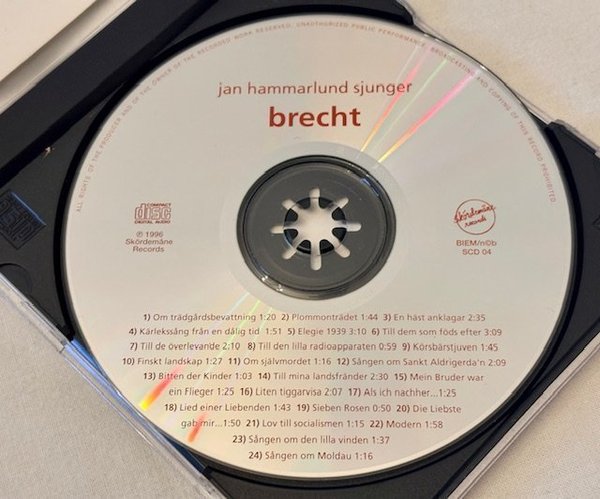 ALL RIGHTS OF THE PRODUCER AND OF THE OWNER OF THE RECORDED WORK RESERVED. UNAUTHORIZED PUBLIC PERFORMANCE, BROADCASTING AND COPYING OF THIS RECORD PROHIBITED
jan hammarlund sjunger
brecht
COMPACT
disc
DIGITAL AUDIO
℗ 1996
Skördemåne
Records
Skördemåne
records
BIEM/n©b
SCD 04
1) Om trädgårdsbevattning 1:20 2) Plommonträdet 1:44 3) En häst anklagar 2:35
4) Kärlekssång från en dålig tid 1:51 5) Elegie 1939 3:10 6) Till dem som föds efter 3:09
7) Till de överlevande 2:10 8) Till den lilla radioapparaten 0:59 9) Körsbärstjuven 1:45
10) Finskt landskap 1:27 11) Om självmordet 1:16 12) Sången om Sankt Aldrigerda'n 2:09
13) Bitten der Kinder 1:03 14) Till mina landsfränder 2:30 15) Mein Bruder war
ein Flieger 1:25 16) Liten tiggarvisa 2:07 17) Als ich nachher...1:25
18) Lied einer Liebenden 1:43 19) Sieben Rosen 0:50 20) Die Liebste
gab mir...1:50 21) Lov till socialismen 1:15 22) Modern 1:58
23) Sången om den lilla vinden 1:37
24) Sången om Moldau 1:16